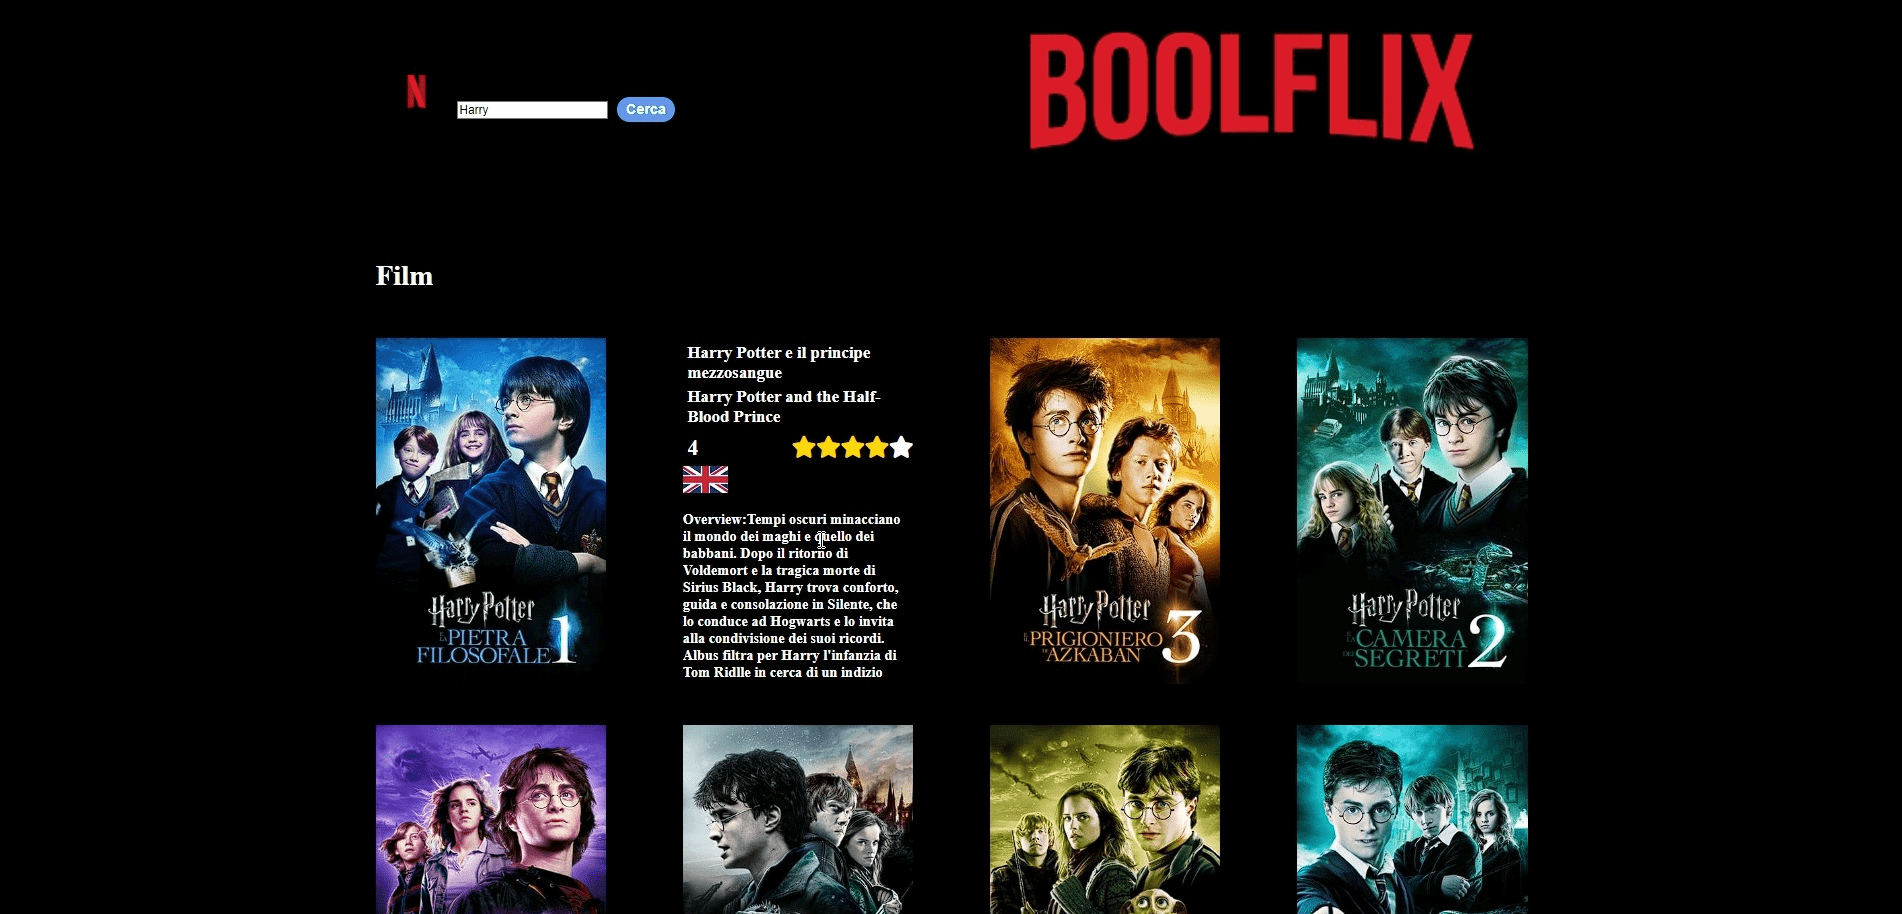 N
BOOLFLIX
Harry
Cerca
Film
Harry Potter
E LA PIETRA
FILOSOFALE 1
Harry Potter e il principe
mezzosangue
Harry Potter and the Half-
Blood Prince
4
Overview:Tempi oscuri minacciano
il mondo dei maghi e quello dei
babbani. Dopo il ritorno di
Voldemort e la tragica morte di
Sirius Black, Harry trova conforto,
guida e consolazione in Silente, che
lo conduce ad Hogwarts e lo invita
alla condivisione dei suoi ricordi.
Albus filtra per Harry l'infanzia di
Tom Ridlle in cerca di un indizio
Harry Potter
E IL PRIGIONIERO
DI AZKABAN 3
Harry Potter
E LA CAMERA
DEI SEGRETI 2